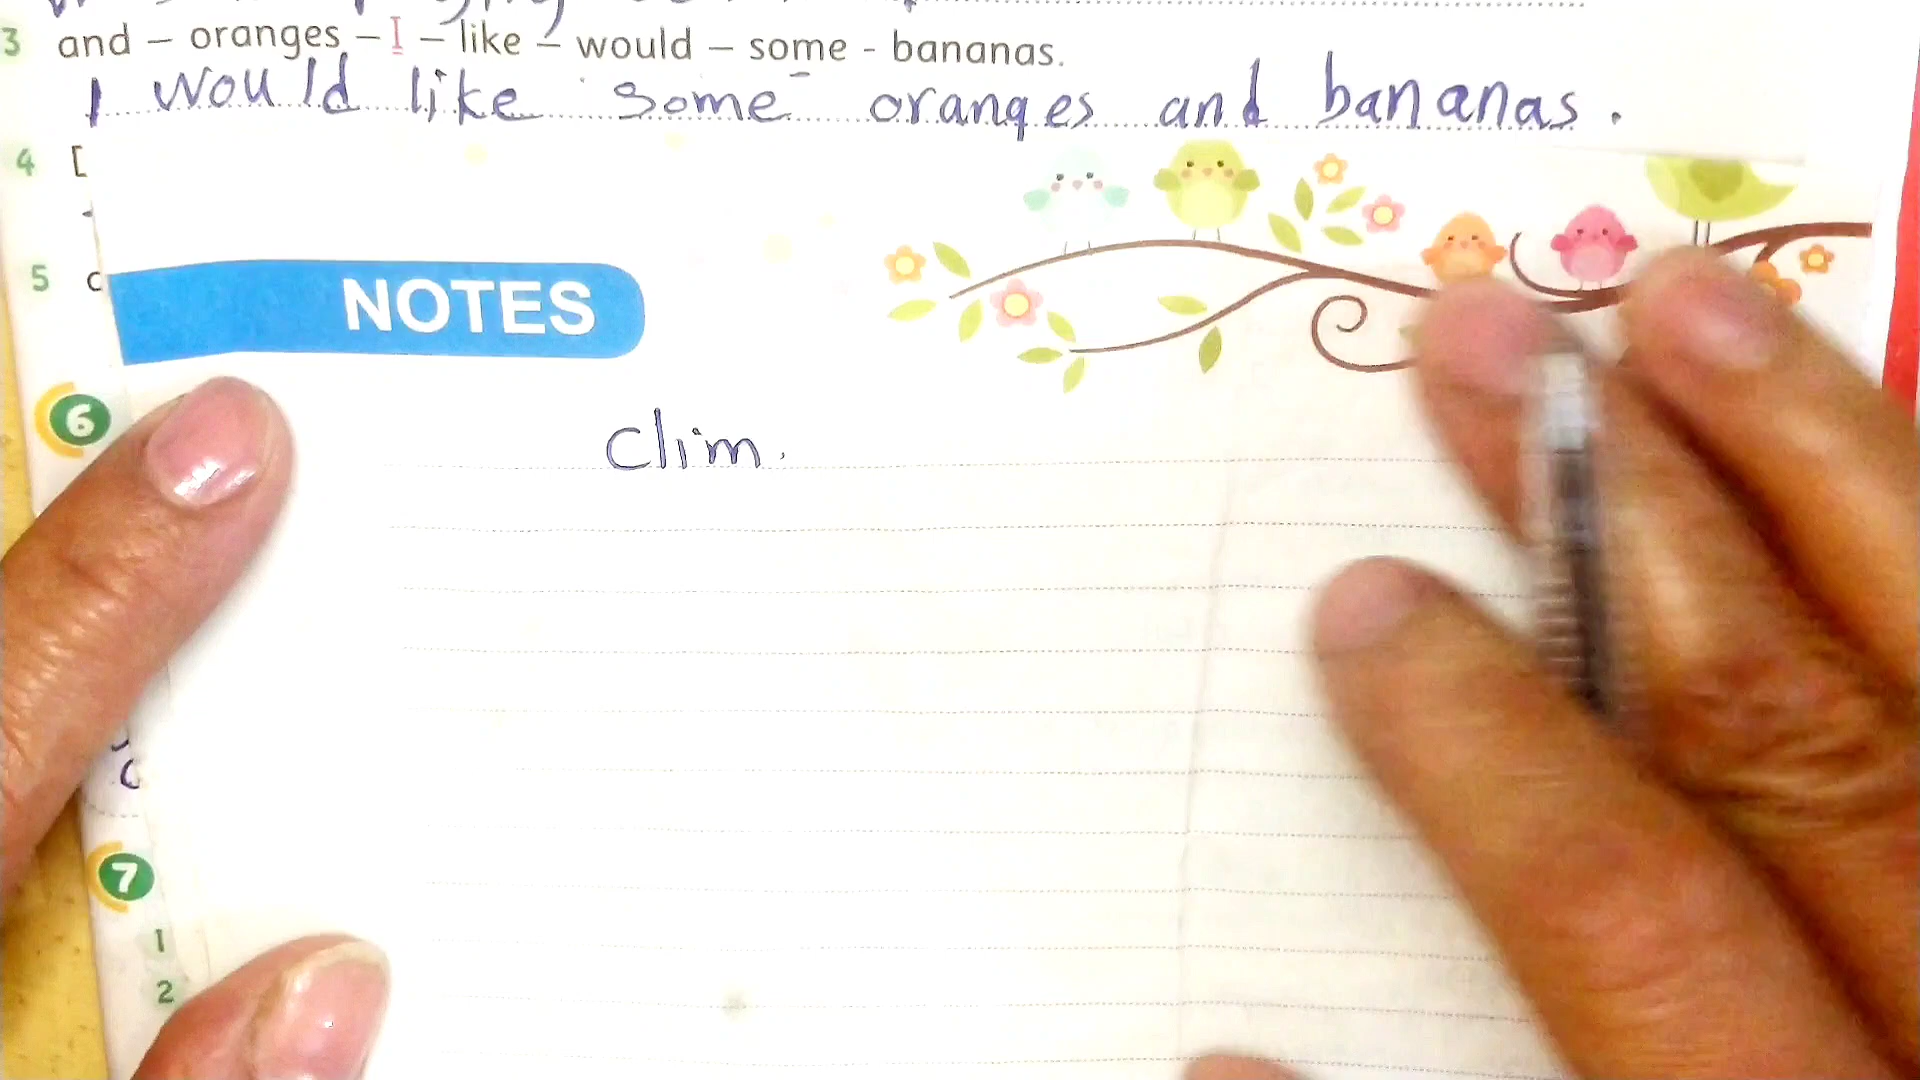 3 and – oranges – I – like – would – some - bananas.
I would like some oranges and bananas.
4
5
NOTES
6
Clim.
7
1
2